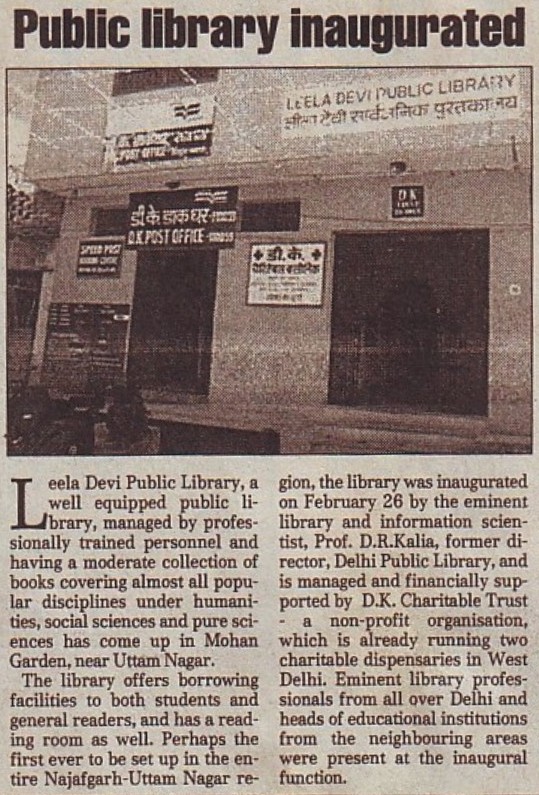 Public library inaugurated
LEELA DEVI PUBLIC LIBRARY
लीला देवी सार्वजनिक पुस्तकालय
POST OFFICE
डी.के. डाक घर
D.K. POST OFFICE
SPEED POST
D K
डी.के.
Leela Devi Public Library, a
well equipped public li-
brary, managed by profes-
sionally trained personnel and
having a moderate collection of
books covering almost all popu-
lar disciplines under humani-
ties, social sciences and pure sci-
ences has come up in Mohan
Garden, near Uttam Nagar.
The library offers borrowing
facilities to both students and
general readers, and has a read-
ing room as well. Perhaps the
first ever to be set up in the en-
tire Najafgarh-Uttam Nagar re-
gion, the library was inaugurated
on February 26 by the eminent
library and information scien-
tist, Prof. D.R.Kalia, former di-
rector, Delhi Public Library, and
is managed and financially sup-
ported by D.K. Charitable Trust
- a non-profit organisation,
which is already running two
charitable dispensaries in West
Delhi. Eminent library profes-
sionals from all over Delhi and
heads of educational institutions
from the neighbouring areas
were present at the inaugural
function.